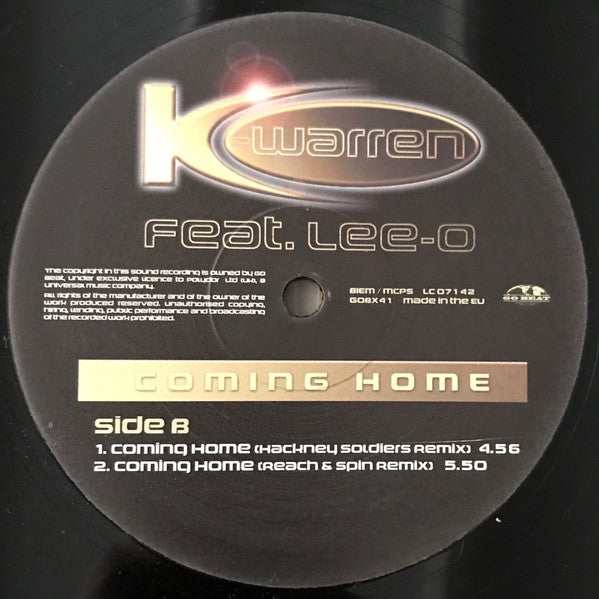 K-Warren
Feat. Lee-O
The copyright in this sound recording is owned by Go
Beat, under exclusive licence to Polydor Ltd (UK), a
universal music company.
All rights of the manufacturer and of the owner of the
work produced reserved. unauthorised copying,
hiring, lending, public performance and broadcasting
of the recorded work prohibited.
BIEM / MCPS LC 07142
GOBX41 made in the EU
GO BEAT
COMING HOME
Side B
1. Coming Home (Hackney Soldiers Remix) 4.56
2. Coming Home (Reach & Spin Remix) 5.50